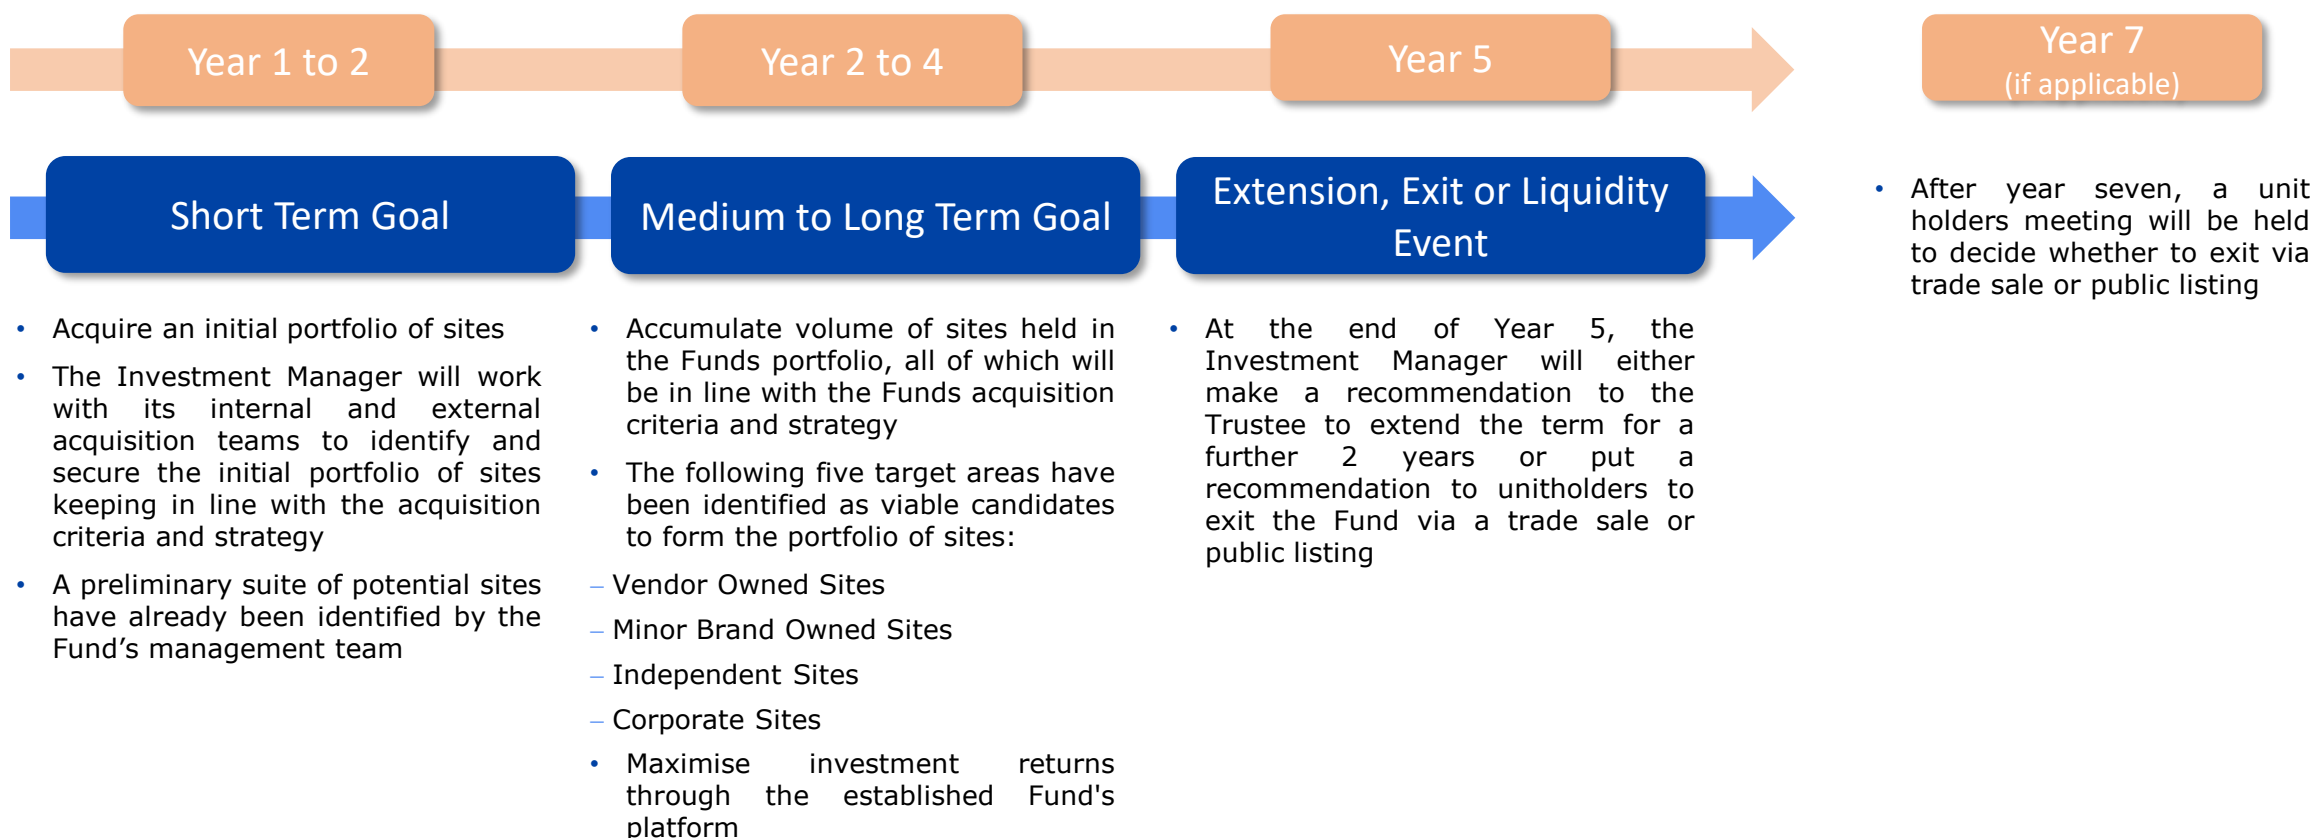 Year 1 to 2
Year 2 to 4
Year 5
Year 7
(if applicable)
Short Term Goal
Medium to Long Term Goal
Extension, Exit or Liquidity
Event
• Acquire an initial portfolio of sites
• The Investment Manager will work
with its internal and external
acquisition teams to identify and
secure the initial portfolio of sites
keeping in line with the acquisition
criteria and strategy
• A preliminary suite of potential sites
have already been identified by the
Fund’s management team
• Accumulate volume of sites held in
the Funds portfolio, all of which will
be in line with the Funds acquisition
criteria and strategy
• The following five target areas have
been identified as viable candidates
to form the portfolio of sites:
– Vendor Owned Sites
– Minor Brand Owned Sites
– Independent Sites
– Corporate Sites
• Maximise investment returns
through the established Fund's
platform
• At the end of Year 5, the
Investment Manager will either
make a recommendation to the
Trustee to extend the term for a
further 2 years or put a
recommendation to unitholders to
exit the Fund via a trade sale or
public listing
• After year seven, a unit
holders meeting will be held
to decide whether to exit via
trade sale or public listing